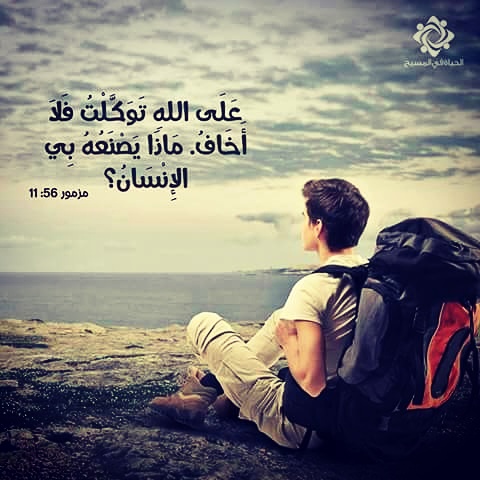 الحياة في المسيح
عَلَى اللهِ تَوَكَّلْتُ فَلاَ
أَخَافُ. مَاذَا يَصْنَعُهُ بِي
الإِنْسَانُ؟
مزمور 56: 11